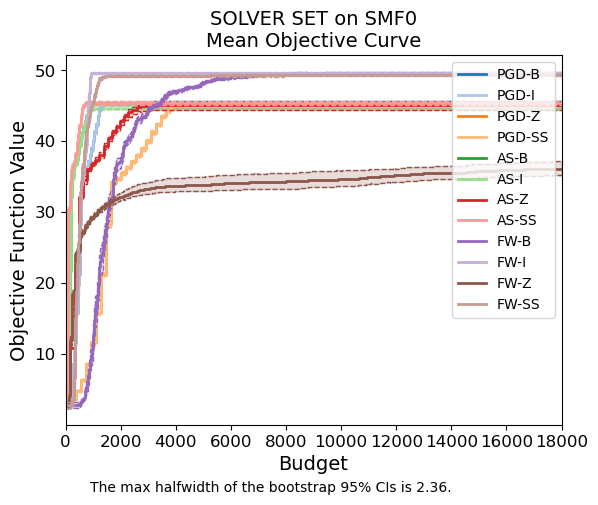 SOLVER SET on SMF0
Mean Objective Curve
Objective Function Value
50
40
30
20
10
0 2000 4000 6000 8000 10000 12000 14000 16000 18000
Budget
PGD-B
PGD-I
PGD-Z
PGD-SS
AS-B
AS-I
AS-Z
AS-SS
FW-B
FW-I
FW-Z
FW-SS
The max halfwidth of the bootstrap 95% CIs is 2.36.